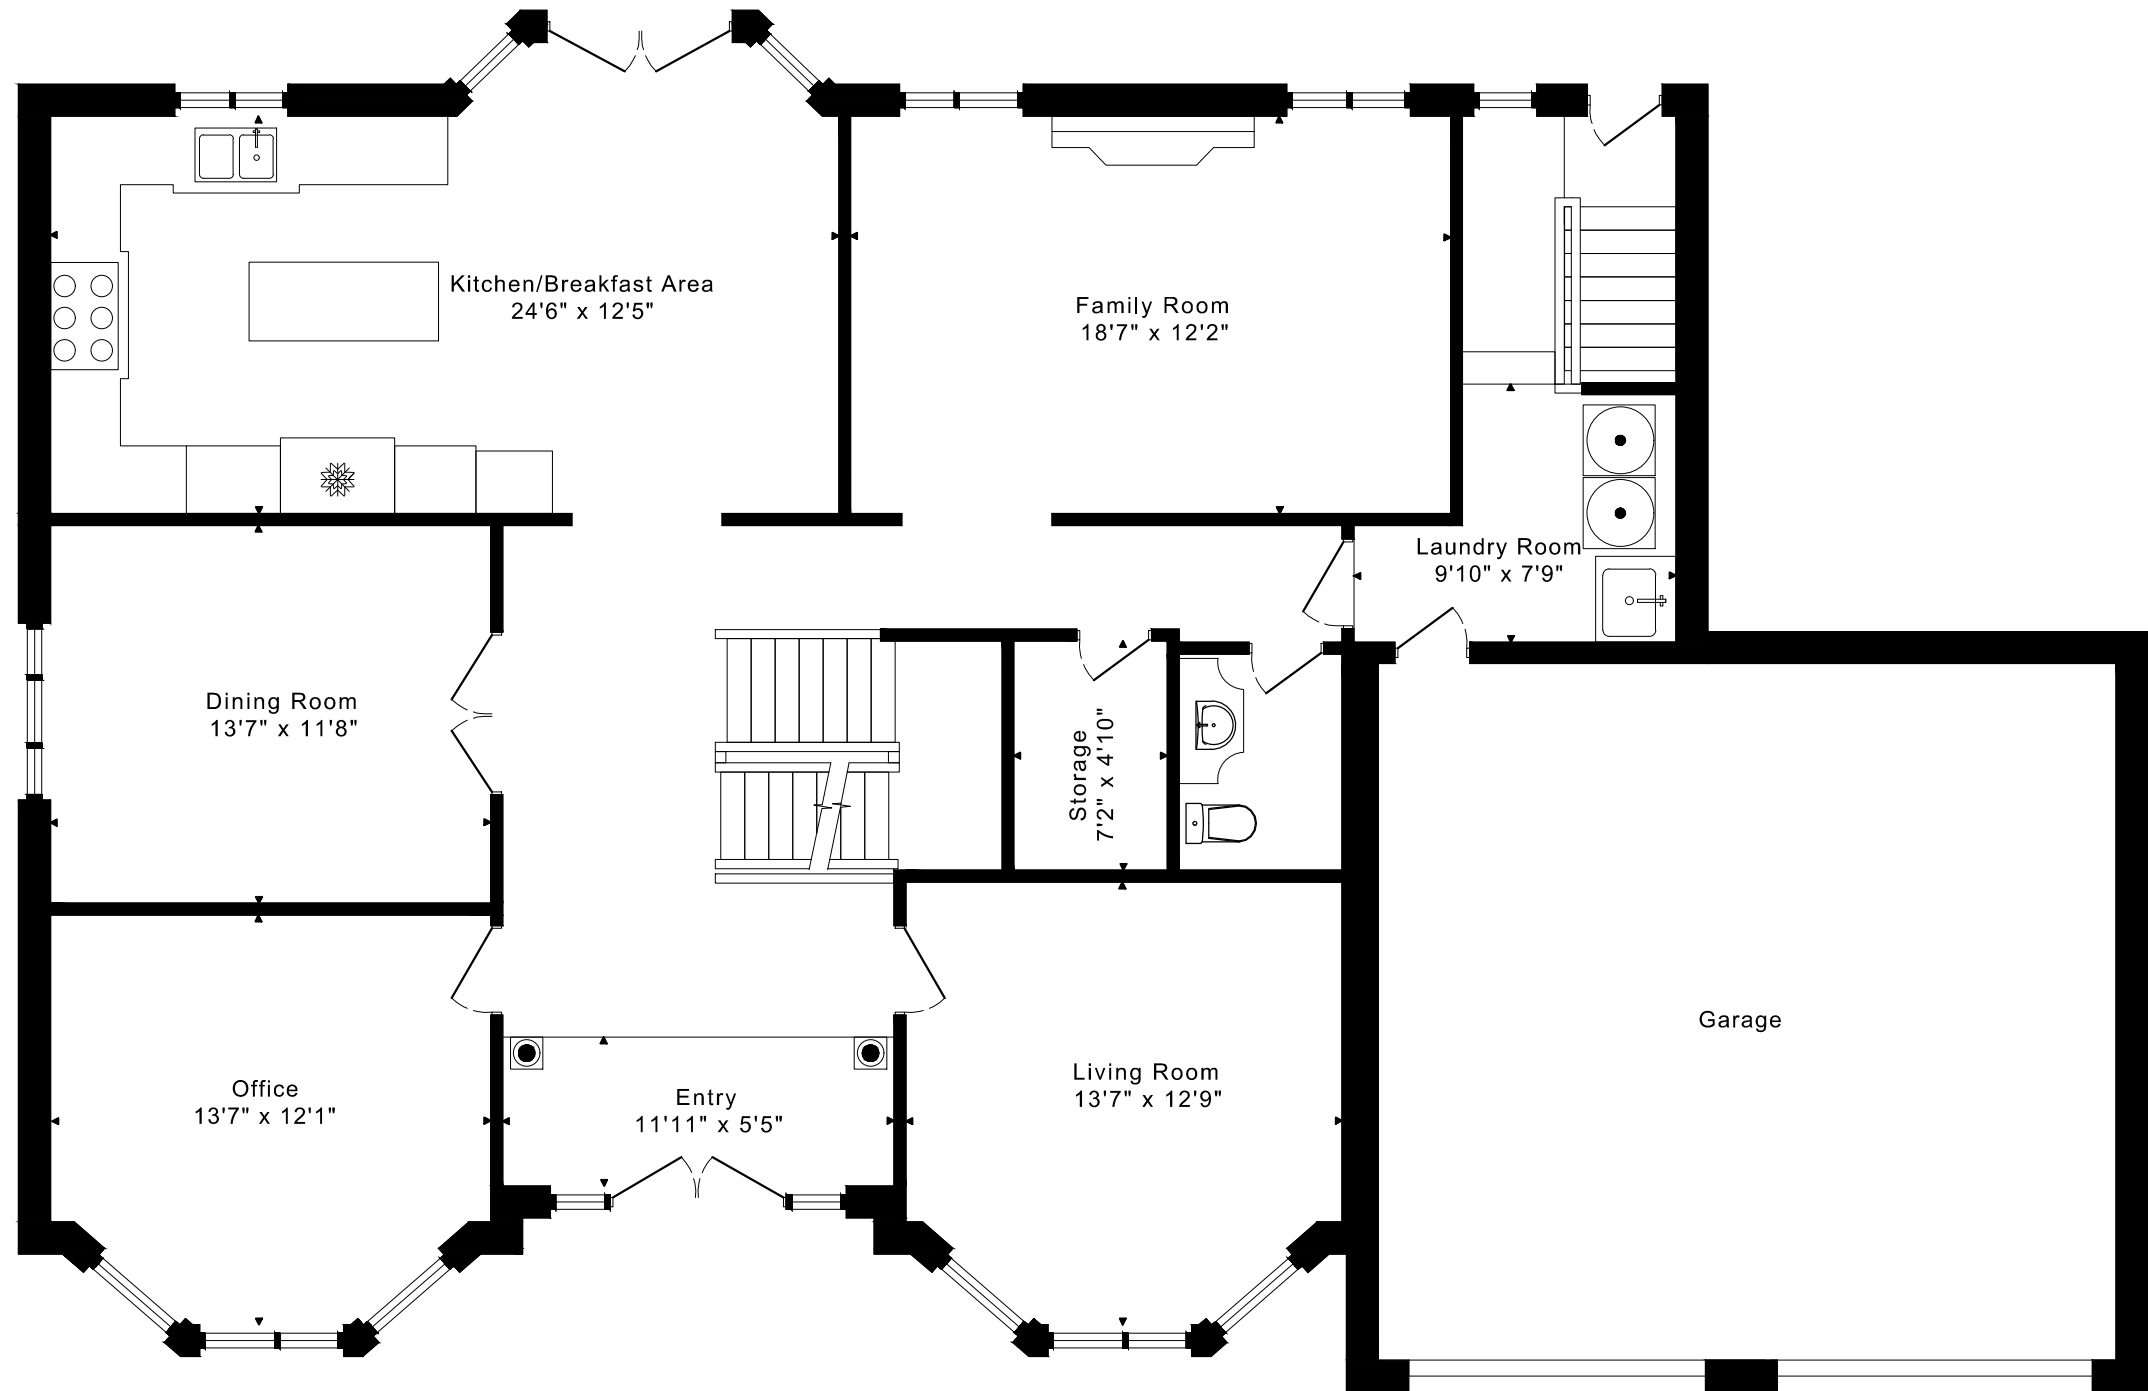 Kitchen/Breakfast Area
24'6" x 12'5"
Family Room
18'7" x 12'2"
Laundry Room
9'10" x 7'9"
Dining Room
13'7" x 11'8"
Storage
7'2" x 4'10"
Garage
Office
13'7" x 12'1"
Entry
11'11" x 5'5"
Living Room
13'7" x 12'9"